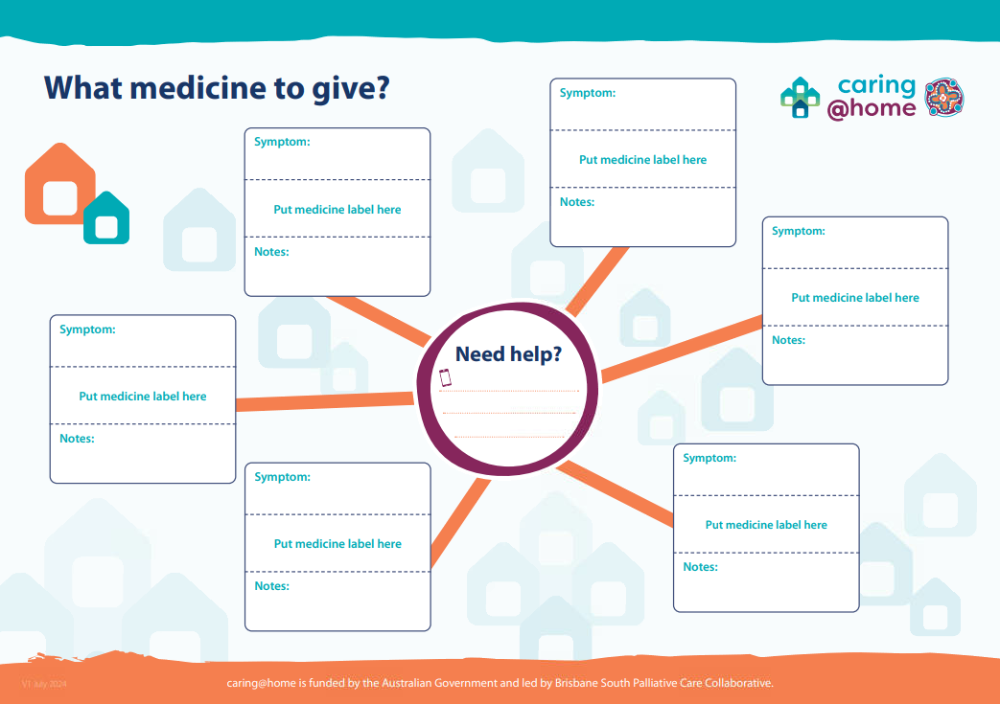 What medicine to give?
caring
@home
Symptom:
Put medicine label here
Notes:
Symptom:
Put medicine label here
Notes:
Symptom:
Put medicine label here
Notes:
Symptom:
Put medicine label here
Notes:
Need help?
Symptom:
Put medicine label here
Notes:
Symptom:
Put medicine label here
Notes:
V1 July 2024
caring@home is funded by the Australian Government and led by Brisbane South Palliative Care Collaborative.